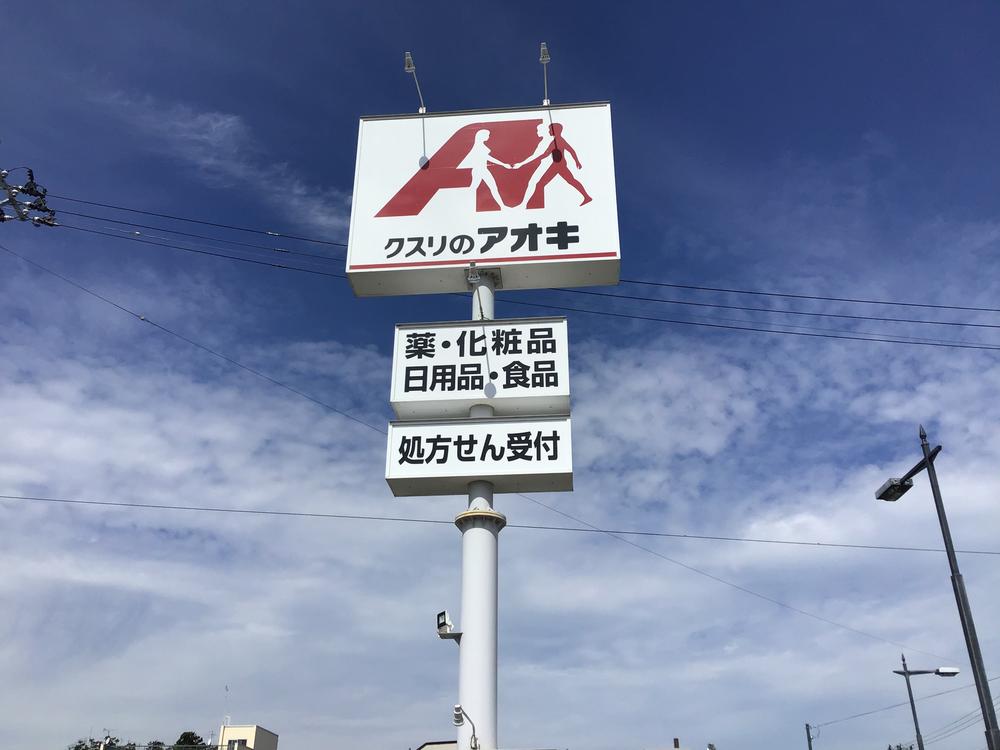 クスリのアオキ
薬・化粧品
日用品・食品
処方せん受付